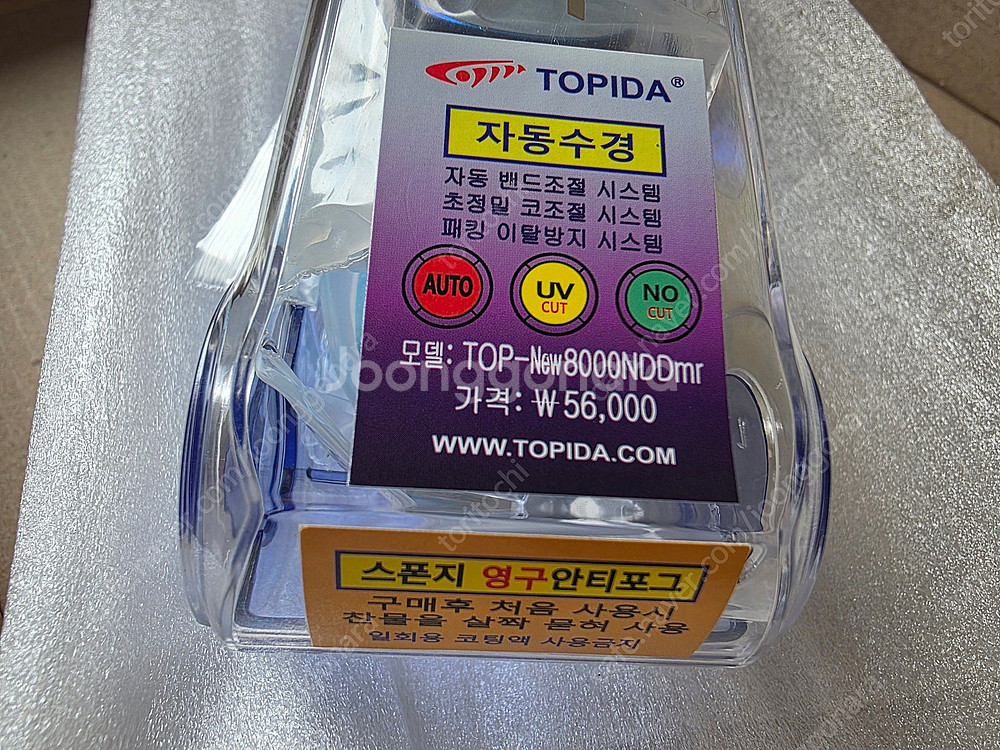 TOPIDA®
자동수경
자동 밴드조절 시스템
초정밀 코조절 시스템
패킹 이탈방지 시스템
AUTO
UV
CUT
NO
CUT
모델: TOP-New8000NDDmr
가격: ₩56,000
WWW.TOPIDA.COM
Joonggongnara
스폰지 영구안티포그
구매후 처음 사용시
찬물을 살짝 묻혀 사용
일회용 코팅액 사용금지